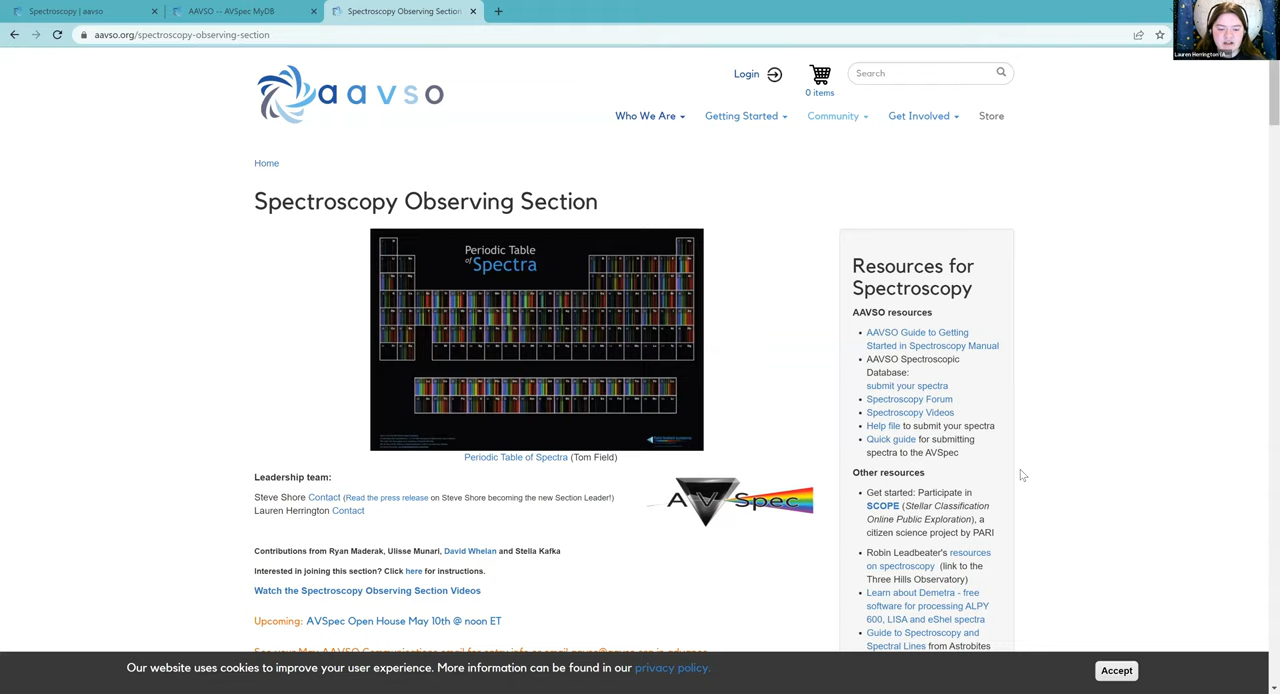 Spectroscopy | aavso
AAVSO -- AVSpec MyDB
Spectroscopy Observing Section
aavso.org/spectroscopy-observing-section
Lauren Herrington (A...
aavso
Login
0 items
Search
Who We Are
Getting Started
Community
Get Involved
Store
Home
Spectroscopy Observing Section
Periodic Table
of Spectra
Periodic Table of Spectra (Tom Field)
Leadership team:
Steve Shore Contact (Read the press release on Steve Shore becoming the new Section Leader!)
Lauren Herrington Contact
AVSpec
Contributions from Ryan Maderak, Ulisse Munari, David Whelan and Stella Kafka
Interested in joining this section? Click here for instructions.
Watch the Spectroscopy Observing Section Videos
Upcoming: AVSpec Open House May 10th @ noon ET
Resources for
Spectroscopy
AAVSO resources
AAVSO Guide to Getting
Started in Spectroscopy Manual
AAVSO Spectroscopic
Database:
submit your spectra
Spectroscopy Forum
Spectroscopy Videos
Help file to submit your spectra
Quick guide for submitting
spectra to the AVSpec
Other resources
Get started: Participate in
SCOPE (Stellar Classification
Online Public Exploration), a
citizen science project by PARI
Robin Leadbeater's resources
on spectroscopy (link to the
Three Hills Observatory)
Learn about Demetra - free
software for processing ALPY
600, LISA and eShel spectra
Guide to Spectroscopy and
Spectral Lines from Astrobites
Our website uses cookies to improve your user experience. More information can be found in our privacy policy.
Accept